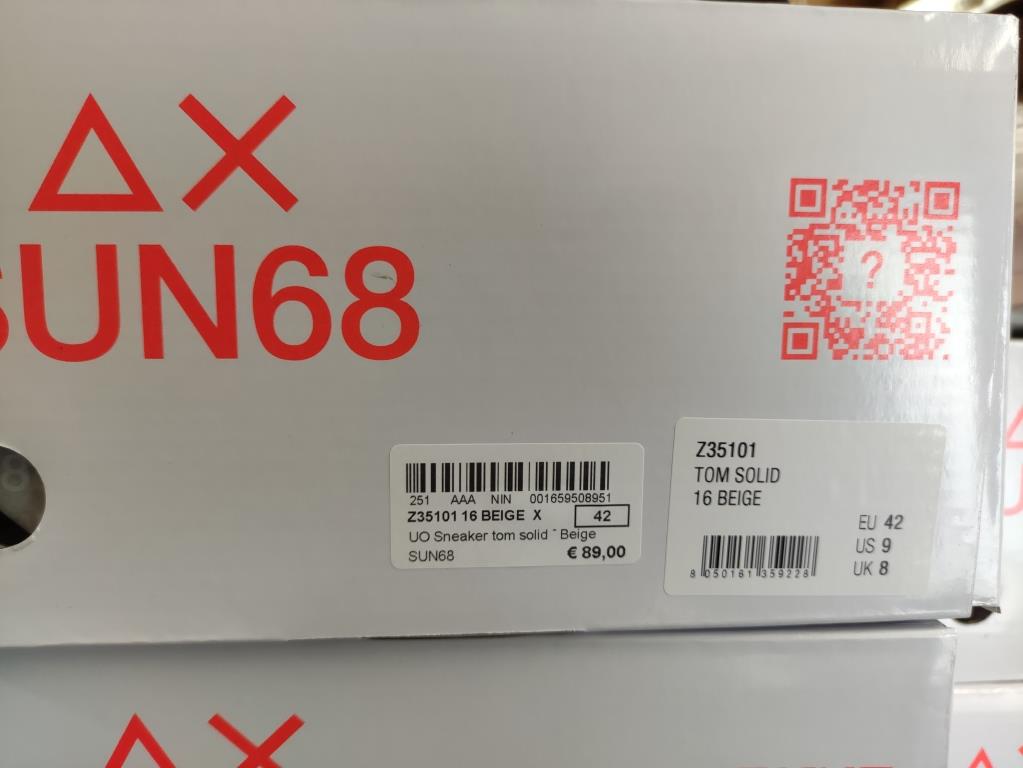 SUN68
?
251 AAA NIN 001659508951
Z35101 16 BEIGE X 42
UO Sneaker tom solid - Beige
SUN68 € 89,00
Z35101
TOM SOLID
16 BEIGE
EU 42
US 9
UK 8
8 050161 359228